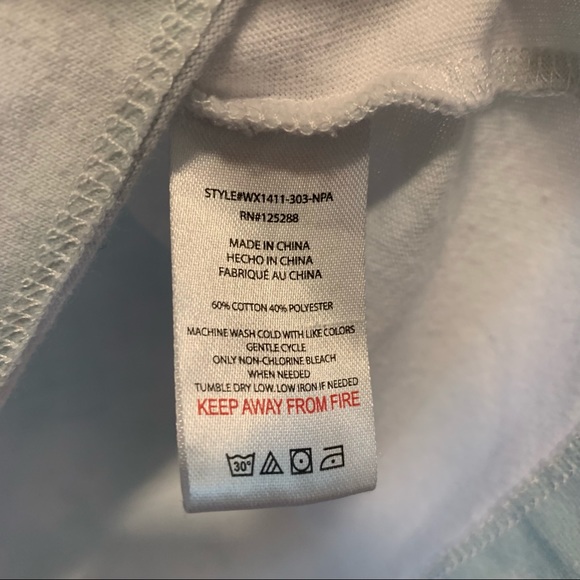 STYLE#WX1411-303-NPA
RN#125288
MADE IN CHINA
HECHO IN CHINA
FABRIQUÉ AU CHINA
60% COTTON 40% POLYESTER
MACHINE WASH COLD WITH LIKE COLORS
GENTLE CYCLE
ONLY NON-CHLORINE BLEACH
WHEN NEEDED
TUMBLE DRY LOW. LOW IRON IF NEEDED
KEEP AWAY FROM FIRE
30°